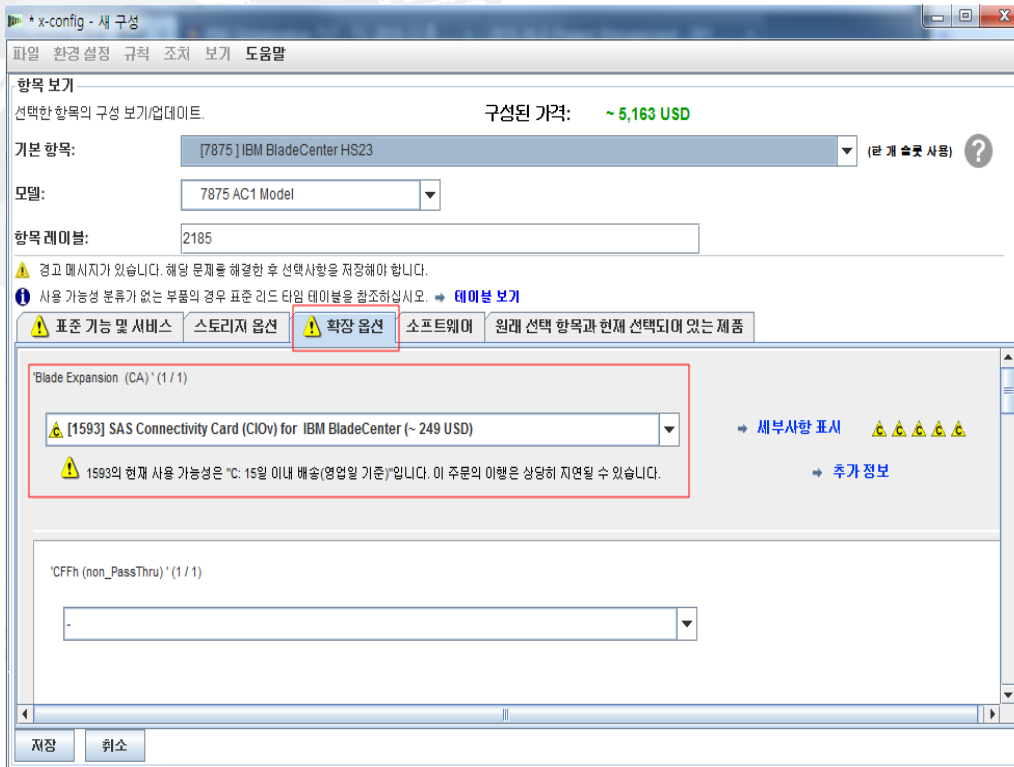 * x-config - 새 구성
파일 환경 설정 규칙 조치 보기 도움말
항목 보기
선택한 항목의 구성 보기/업데이트. 구성된 가격: ~ 5,163 USD
기본 항목: [7875 ] IBM BladeCenter HS23 (한 개 슬롯 사용) ?
모델: 7875 AC1 Model
항목 레이블: 2185
경고 메시지가 있습니다. 해당 문제를 해결한 후 선택사항을 저장해야 합니다.
사용 가능성 분류가 없는 부품의 경우 표준 리드 타임 테이블을 참조하십시오. 테이블 보기
표준 기능 및 서비스 스토리지 옵션 확장 옵션 소프트웨어 원래 선택 항목과 현재 선택되어 있는 제품
'Blade Expansion (CA) ' (1 / 1)
C [1593] SAS Connectivity Card (CIOv) for IBM BladeCenter (~ 249 USD) 세부사항 표시 C C C C C
1593의 현재 사용 가능성은 "C: 15일 이내 배송(영업일 기준)"입니다. 이 주문의 이행은 상당히 지연될 수 있습니다. 추가 정보
'CFFh (non_PassThru) ' (1 / 1)
-
저장 취소